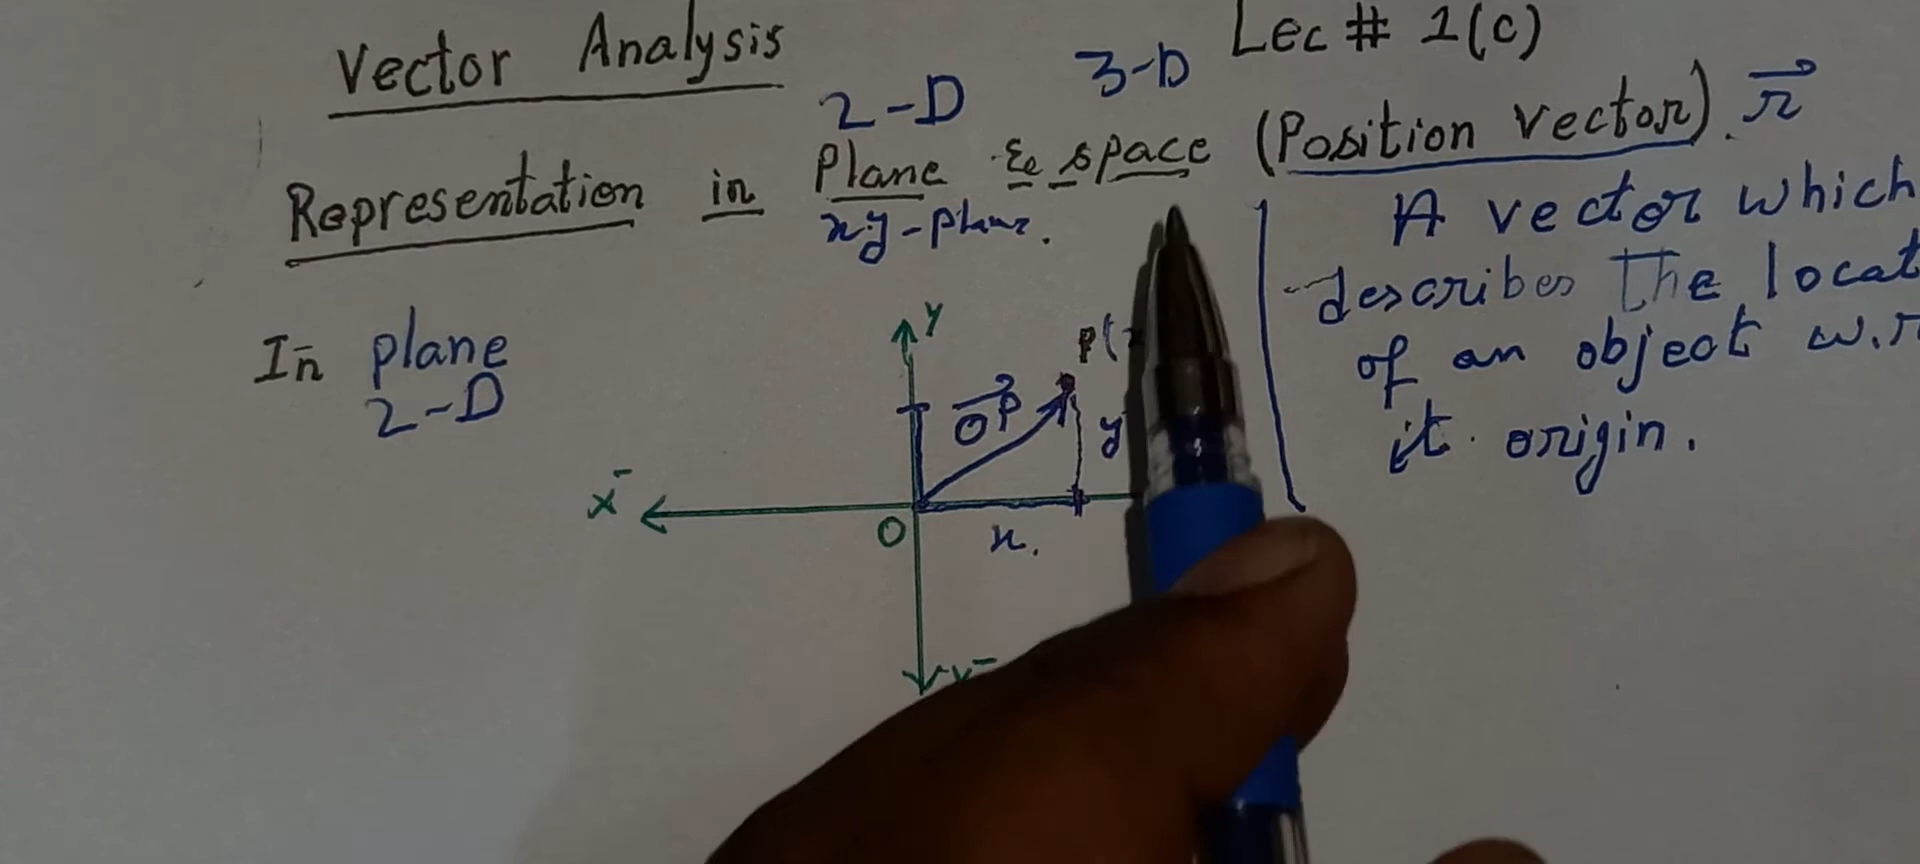 Vector Analysis
Lec # 1(c)
2-D
3-D
Representation in Plane & space (Position vector). r⃗
xy-plane.
A vector which
describes The locat
of an object w.r
it origin.
In plane
2-D
Y
P(
OP⃗
y
X⁻
O
x.
Y⁻